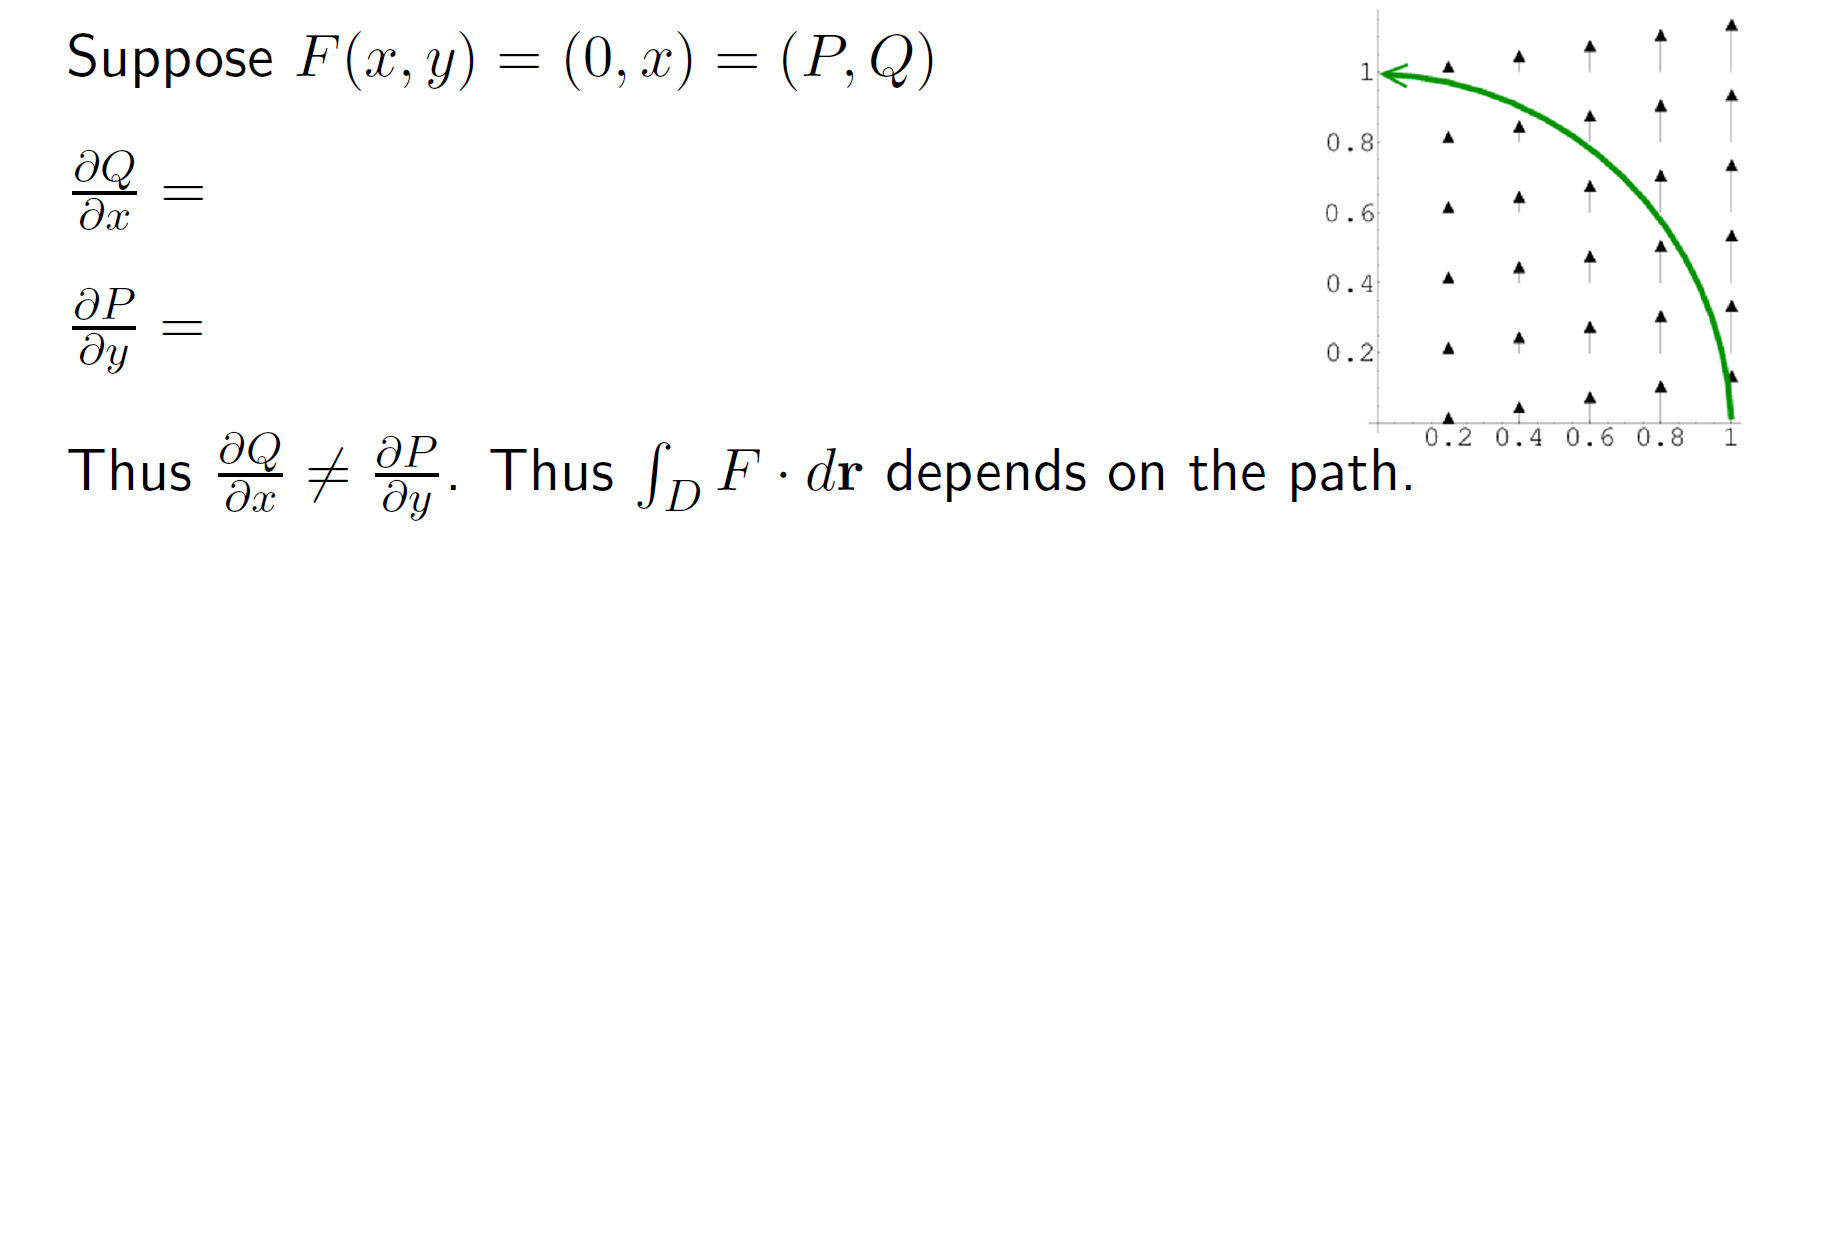 Suppose F(x, y) = (0, x) = (P, Q)
∂Q/∂x =
∂P/∂y =
Thus ∂Q/∂x ≠ ∂P/∂y. Thus ∫_D F · dr depends on the path.
1
0.8
0.6
0.4
0.2
0.2 0.4 0.6 0.8 1